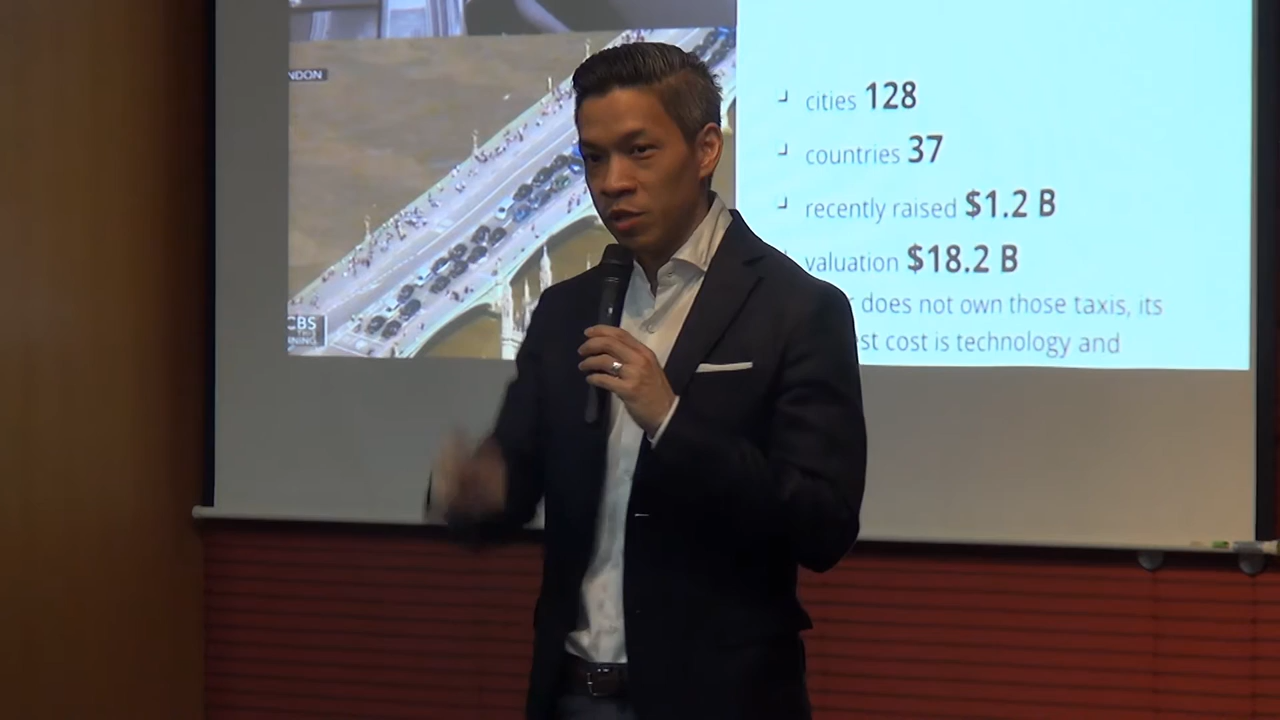 NDON
cities 128
countries 37
recently raised $1.2 B
valuation $18.2 B
does not own those taxis, its
cost is technology and
CBS